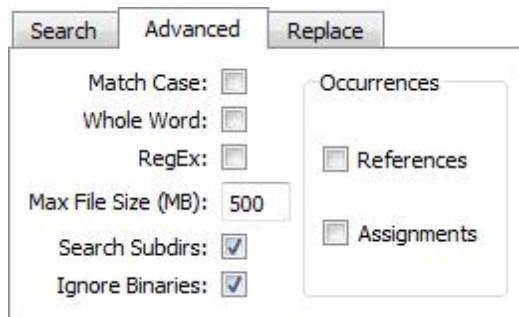 Search Advanced Replace
Match Case:
Whole Word:
RegEx:
Max File Size (MB): 500
Search Subdirs:
Ignore Binaries:
Occurrences
References
Assignments